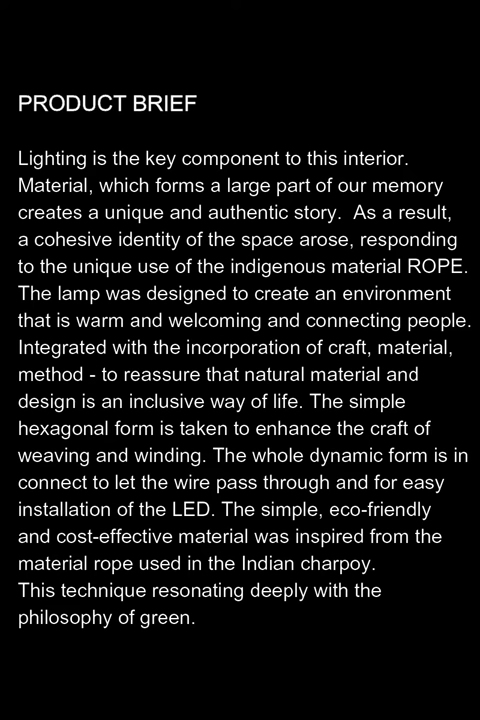 PRODUCT BRIEF
Lighting is the key component to this interior.
Material, which forms a large part of our memory
creates a unique and authentic story.  As a result,
a cohesive identity of the space arose, responding
to the unique use of the indigenous material ROPE.
The lamp was designed to create an environment
that is warm and welcoming and connecting people.
Integrated with the incorporation of craft, material,
method - to reassure that natural material and
design is an inclusive way of life. The simple
hexagonal form is taken to enhance the craft of
weaving and winding. The whole dynamic form is in
connect to let the wire pass through and for easy
installation of the LED. The simple, eco-friendly
and cost-effective material was inspired from the
material rope used in the Indian charpoy.
This technique resonating deeply with the
philosophy of green.